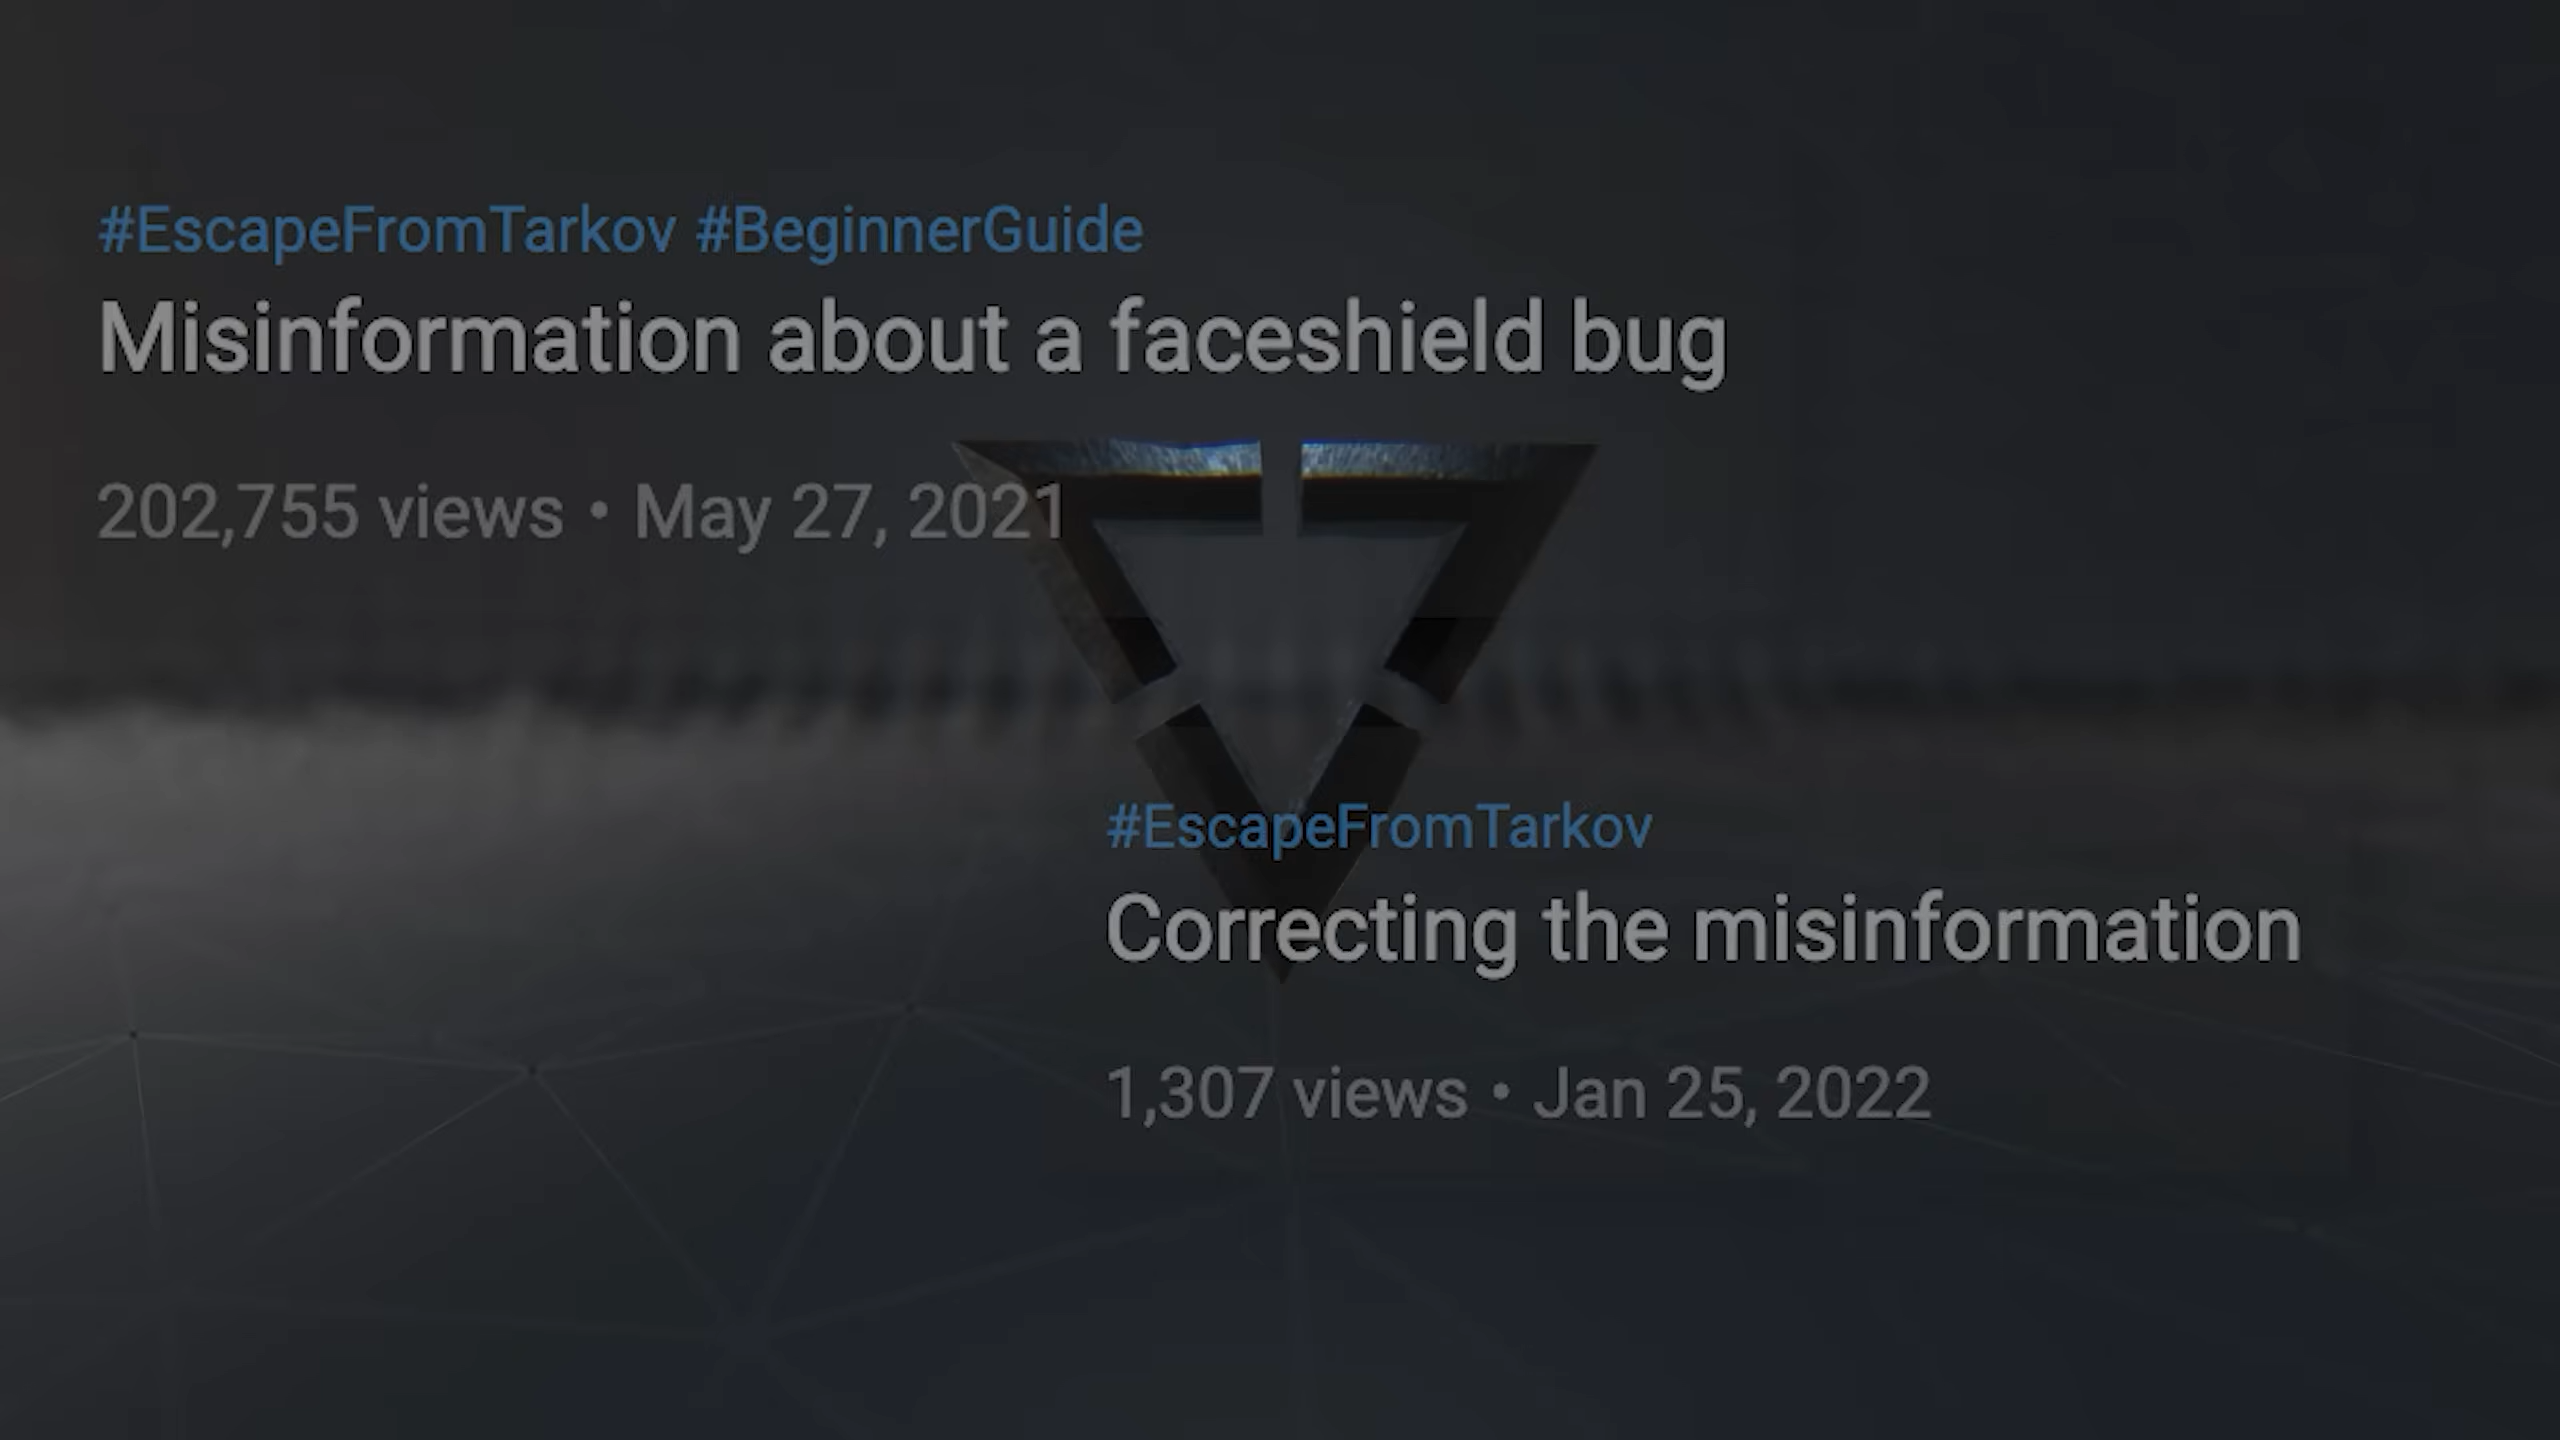 #EscapeFromTarkov #BeginnerGuide
Misinformation about a faceshield bug
202,755 views • May 27, 2021
#EscapeFromTarkov
Correcting the misinformation
1,307 views • Jan 25, 2022